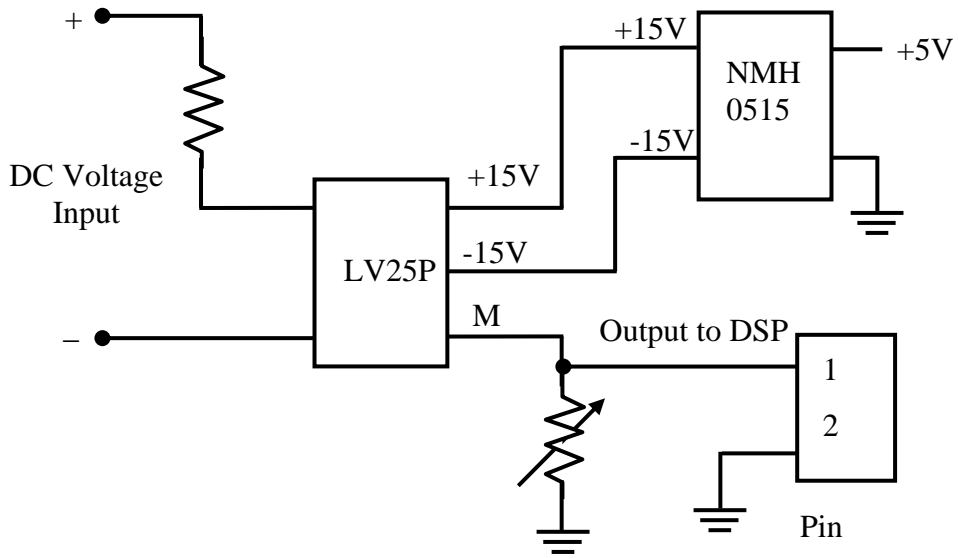 +
+15V
NMH
0515
+5V
-15V
DC Voltage
Input
+15V
-15V
LV25P
M
–
Output to DSP
1
2
Pin